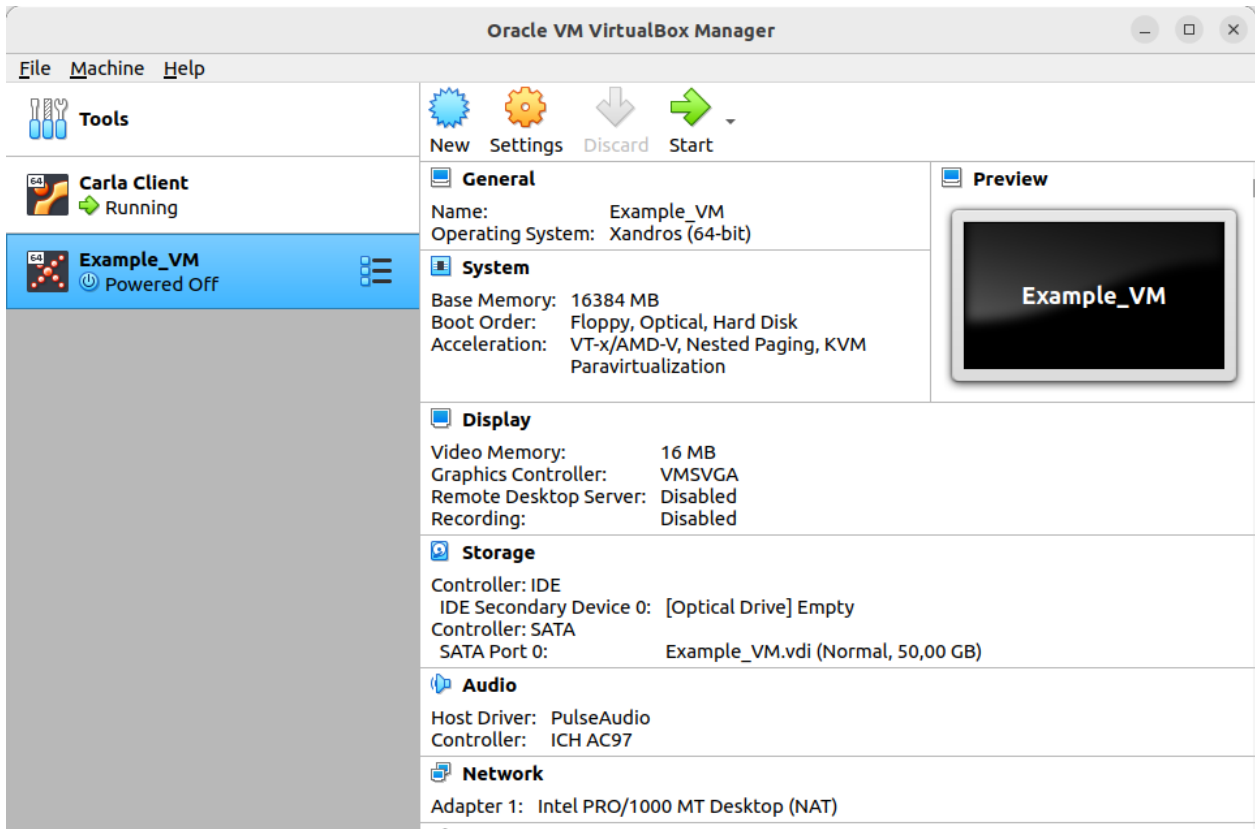 Oracle VM VirtualBox Manager
File Machine Help
Tools
New Settings Discard Start
64
Carla Client
Running
64
Example_VM
Powered Off
General
Name: Example_VM
Operating System: Xandros (64-bit)
Preview
Example_VM
System
Base Memory: 16384 MB
Boot Order: Floppy, Optical, Hard Disk
Acceleration: VT-x/AMD-V, Nested Paging, KVM
Paravirtualization
Display
Video Memory: 16 MB
Graphics Controller: VMSVGA
Remote Desktop Server: Disabled
Recording: Disabled
Storage
Controller: IDE
IDE Secondary Device 0: [Optical Drive] Empty
Controller: SATA
SATA Port 0: Example_VM.vdi (Normal, 50,00 GB)
Audio
Host Driver: PulseAudio
Controller: ICH AC97
Network
Adapter 1: Intel PRO/1000 MT Desktop (NAT)